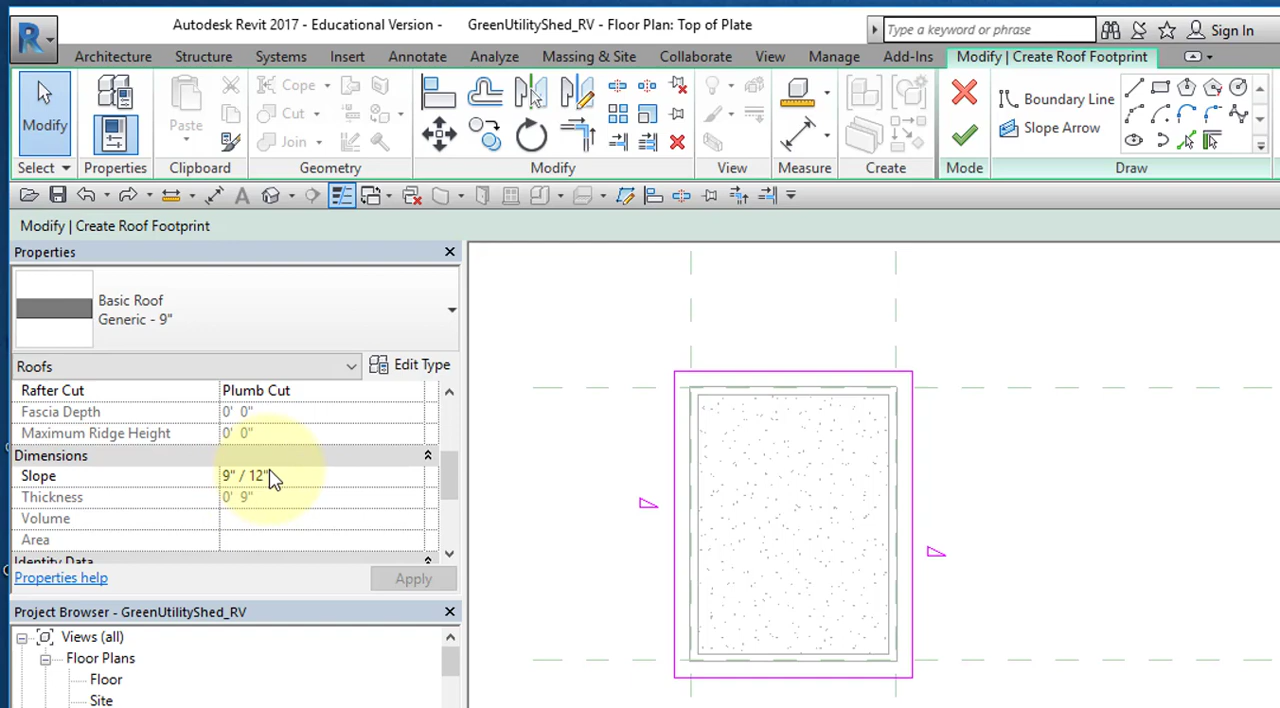 Autodesk Revit 2017 - Educational Version - GreenUtilityShed_RV - Floor Plan: Top of Plate
Type a keyword or phrase
Sign In
Architecture Structure Systems Insert Annotate Analyze Massing & Site Collaborate View Manage Add-Ins Modify | Create Roof Footprint
Modify
Paste
Cope
Cut
Join
Boundary Line
Slope Arrow
Select Properties Clipboard Geometry Modify View Measure Create Mode Draw
Modify | Create Roof Footprint
Properties
Basic Roof
Generic - 9"
Roofs
Edit Type
Rafter Cut Plumb Cut
Fascia Depth 0' 0"
Maximum Ridge Height 0' 0"
Dimensions
Slope 9" / 12"
Thickness 0' 9"
Volume
Area
Identity Data
Properties help
Apply
Project Browser - GreenUtilityShed_RV
Views (all)
Floor Plans
Floor
Site